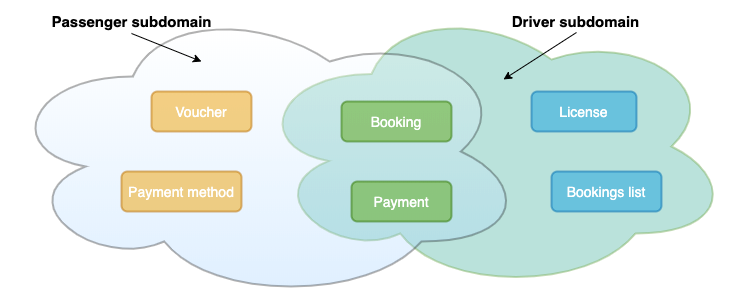 Passenger subdomain
Driver subdomain
Voucher
Booking
License
Payment method
Payment
Bookings list